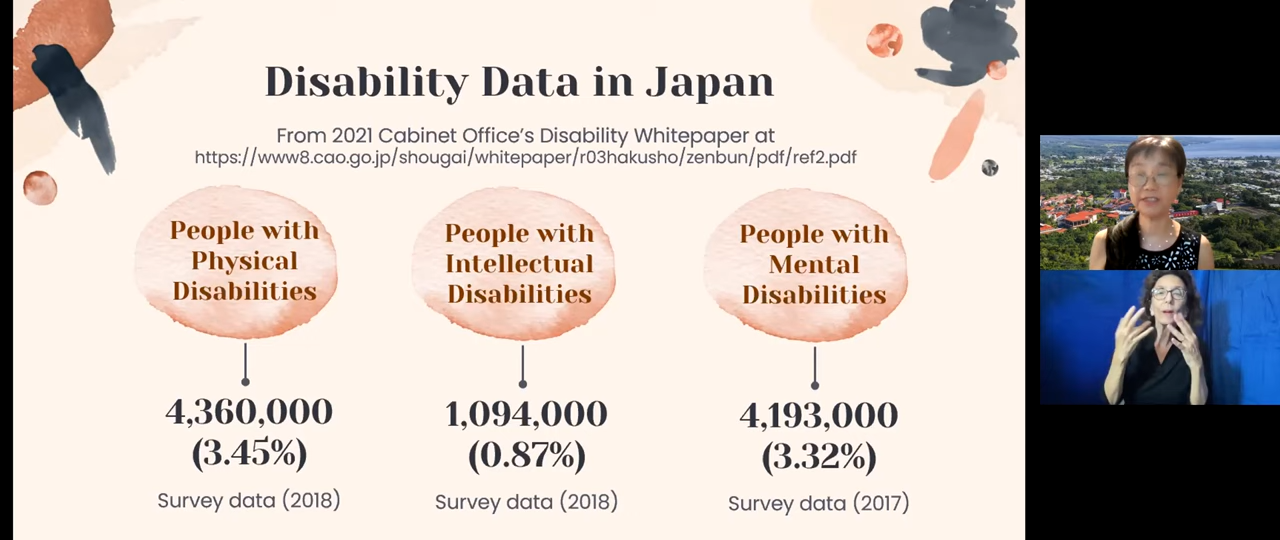 Disability Data in Japan
From 2021 Cabinet Office's Disability Whitepaper at
https://www8.cao.go.jp/shougai/whitepaper/r03hakusho/zenbun/pdf/ref2.pdf
People with
Physical
Disabilities
4,360,000
(3.45%)
Survey data (2018)
People with
Intellectual
Disabilities
1,094,000
(0.87%)
Survey data (2018)
People with
Mental
Disabilities
4,193,000
(3.32%)
Survey data (2017)